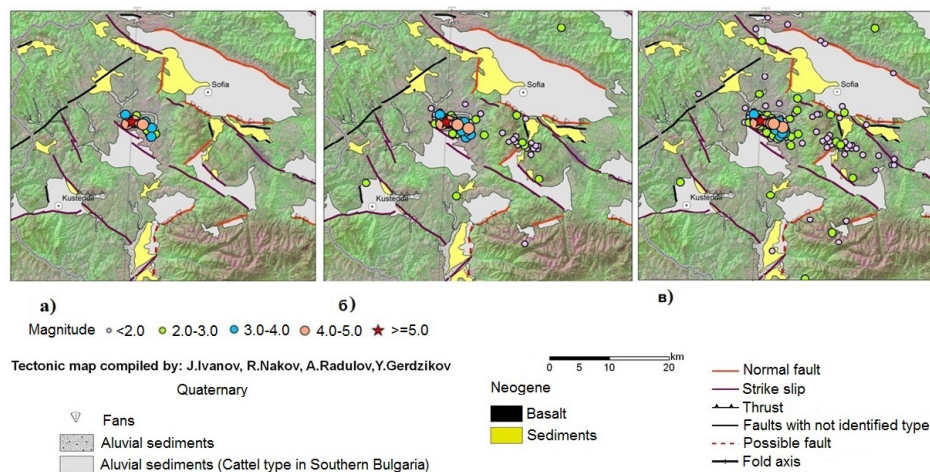 Sofia
Kustendil
Sofia
Kustendil
Sofia
Kustendil
а)
б)
в)
Magnitude <2.0 2.0-3.0 3.0-4.0 4.0-5.0 >=5.0
Tectonic map compiled by: J.Ivanov, R.Nakov, A.Radulov,Y.Gerdzikov
Quaternary
Fans
Aluvial sediments
Aluvial sediments (Cattel type in Southern Bulgaria)
km
0 10 20
Neogene
Basalt
Sediments
Normal fault
Strike slip
Thrust
Faults with not identified type
Possible fault
Fold axis